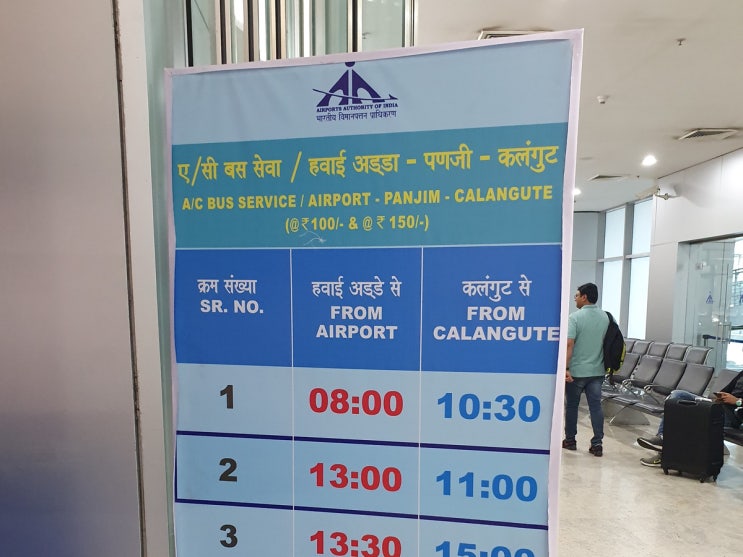 AIRPORTS AUTHORITY OF INDIA
भारतीय विमानपत्तन प्राधिकरण
ए/सी बस सेवा / हवाई अड्डा - पणजी - कलंगुट
A/C BUS SERVICE / AIRPORT - PANJIM - CALANGUTE
(@ ₹100/- & @ ₹ 150/-)
क्रम संख्या हवाई अड्डे से कलंगुट से
SR. NO. FROM AIRPORT FROM CALANGUTE
1 08:00 10:30
2 13:00 11:00
3 13:30 15:00